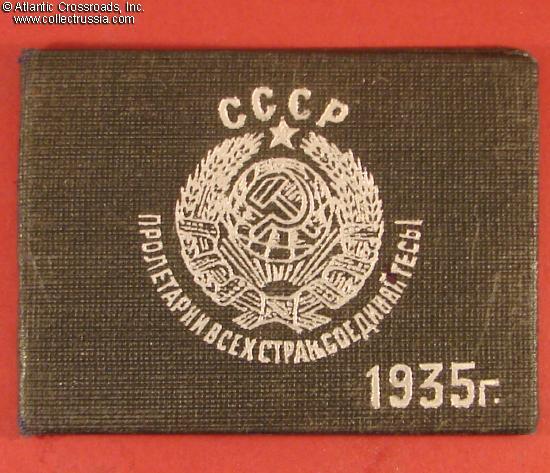 © Atlantic Crossroads, Inc.
www.collectrussia.com
СССР
ПРОЛЕТАРИИ ВСЕХ СТРАН, СОЕДИНЯЙТЕСЬ!
1935г.